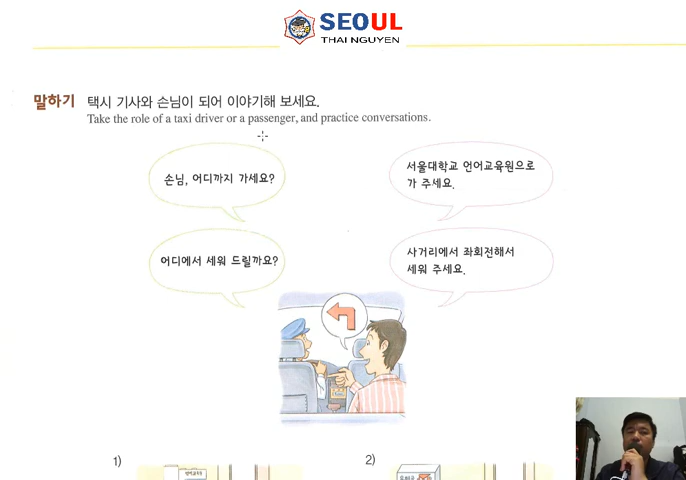 SEOUL
THAI NGUYEN
말하기 택시 기사와 손님이 되어 이야기해 보세요.
Take the role of a taxi driver or a passenger, and practice conversations.
손님, 어디까지 가세요?
서울대학교 언어교육원으로
가 주세요.
어디에서 세워 드릴까요?
사거리에서 좌회전해서
세워 주세요.
1)
2)